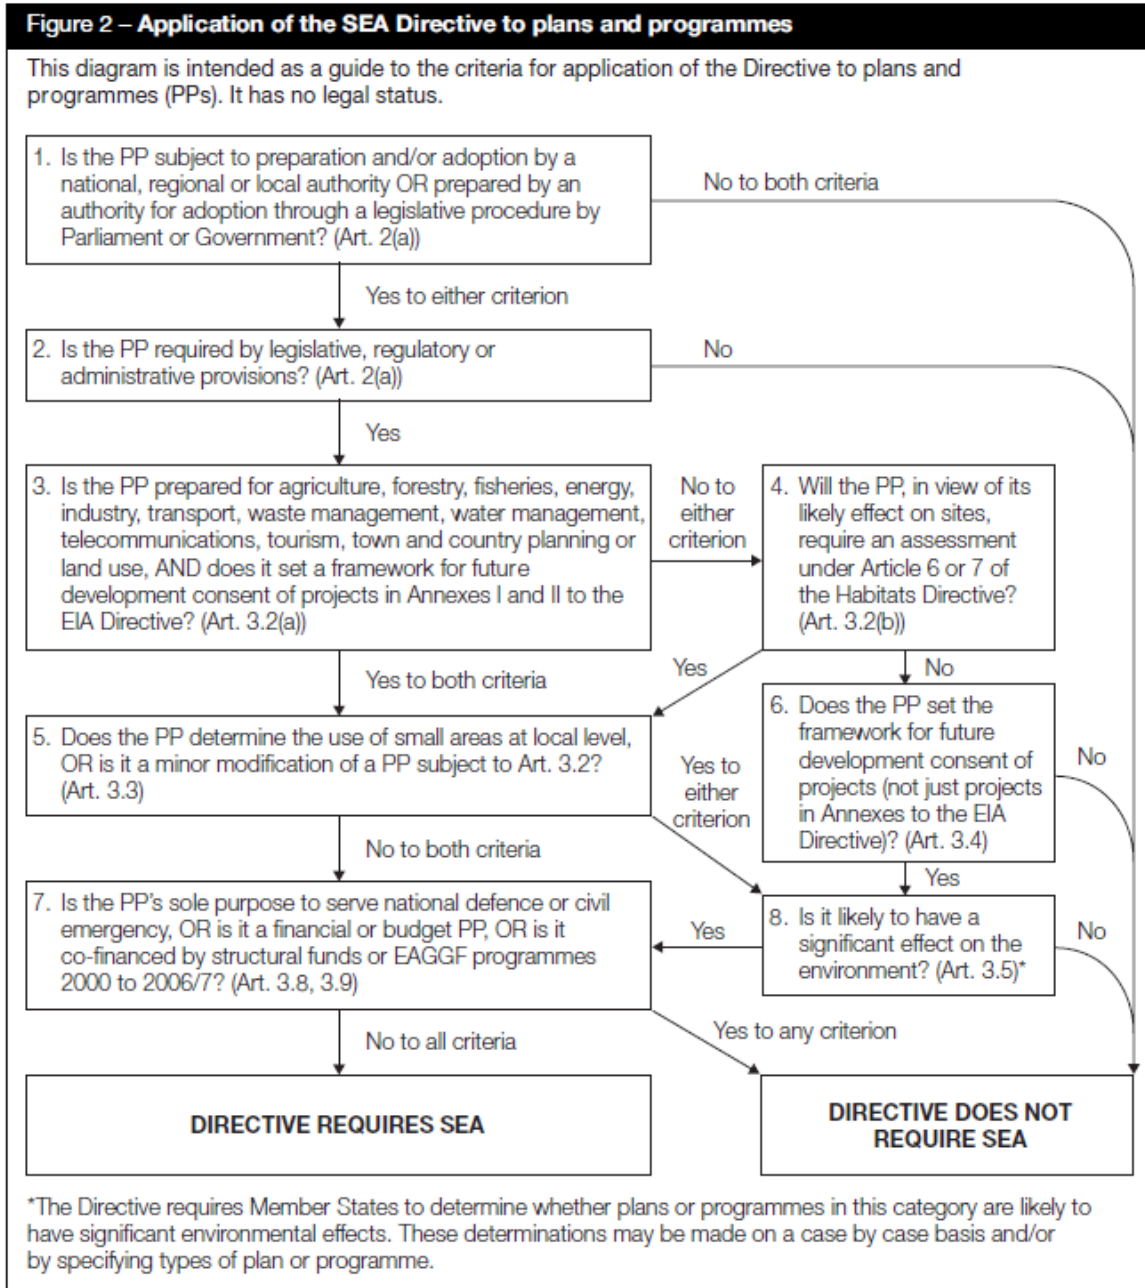 Figure 2 – Application of the SEA Directive to plans and programmes
This diagram is intended as a guide to the criteria for application of the Directive to plans and
programmes (PPs). It has no legal status.
1. Is the PP subject to preparation and/or adoption by a
national, regional or local authority OR prepared by an
authority for adoption through a legislative procedure by
Parliament or Government? (Art. 2(a))
No to both criteria
Yes to either criterion
2. Is the PP required by legislative, regulatory or
administrative provisions? (Art. 2(a))
No
Yes
3. Is the PP prepared for agriculture, forestry, fisheries, energy,
industry, transport, waste management, water management,
telecommunications, tourism, town and country planning or
land use, AND does it set a framework for future
development consent of projects in Annexes I and II to the
EIA Directive? (Art. 3.2(a))
No to
either
criterion
4. Will the PP, in view of its
likely effect on sites,
require an assessment
under Article 6 or 7 of
the Habitats Directive?
(Art. 3.2(b))
Yes to both criteria
Yes
No
5. Does the PP determine the use of small areas at local level,
OR is it a minor modification of a PP subject to Art. 3.2?
(Art. 3.3)
Yes to
either
criterion
6. Does the PP set the
framework for future
development consent of
projects (not just projects
in Annexes to the EIA
Directive)? (Art. 3.4)
No
No to both criteria
Yes
7. Is the PP's sole purpose to serve national defence or civil
emergency, OR is it a financial or budget PP, OR is it
co-financed by structural funds or EAGGF programmes
2000 to 2006/7? (Art. 3.8, 3.9)
Yes
8. Is it likely to have a
significant effect on the
environment? (Art. 3.5)*
No
No to all criteria
Yes to any criterion
DIRECTIVE REQUIRES SEA
DIRECTIVE DOES NOT
REQUIRE SEA
*The Directive requires Member States to determine whether plans or programmes in this category are likely to
have significant environmental effects. These determinations may be made on a case by case basis and/or
by specifying types of plan or programme.